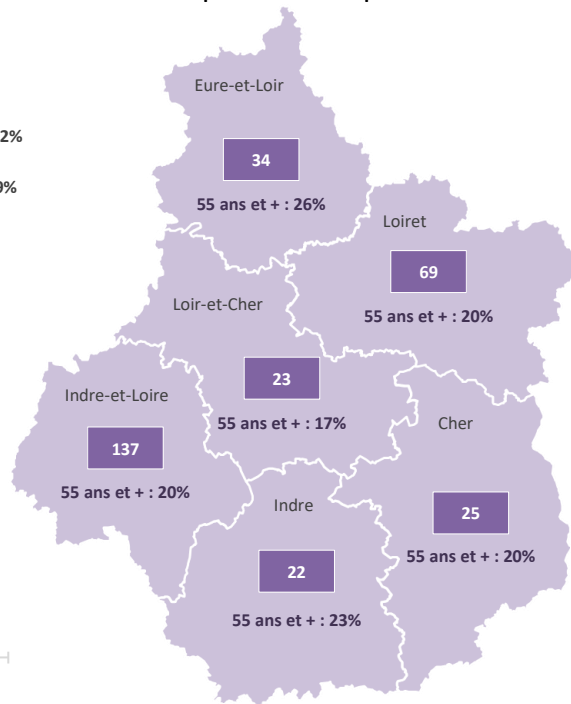 Eure-et-Loir
34
55 ans et + : 26%
2%
9%
Loiret
69
55 ans et + : 20%
Loir-et-Cher
23
55 ans et + : 17%
Indre-et-Loire
137
55 ans et + : 20%
Cher
25
55 ans et + : 20%
Indre
22
55 ans et + : 23%